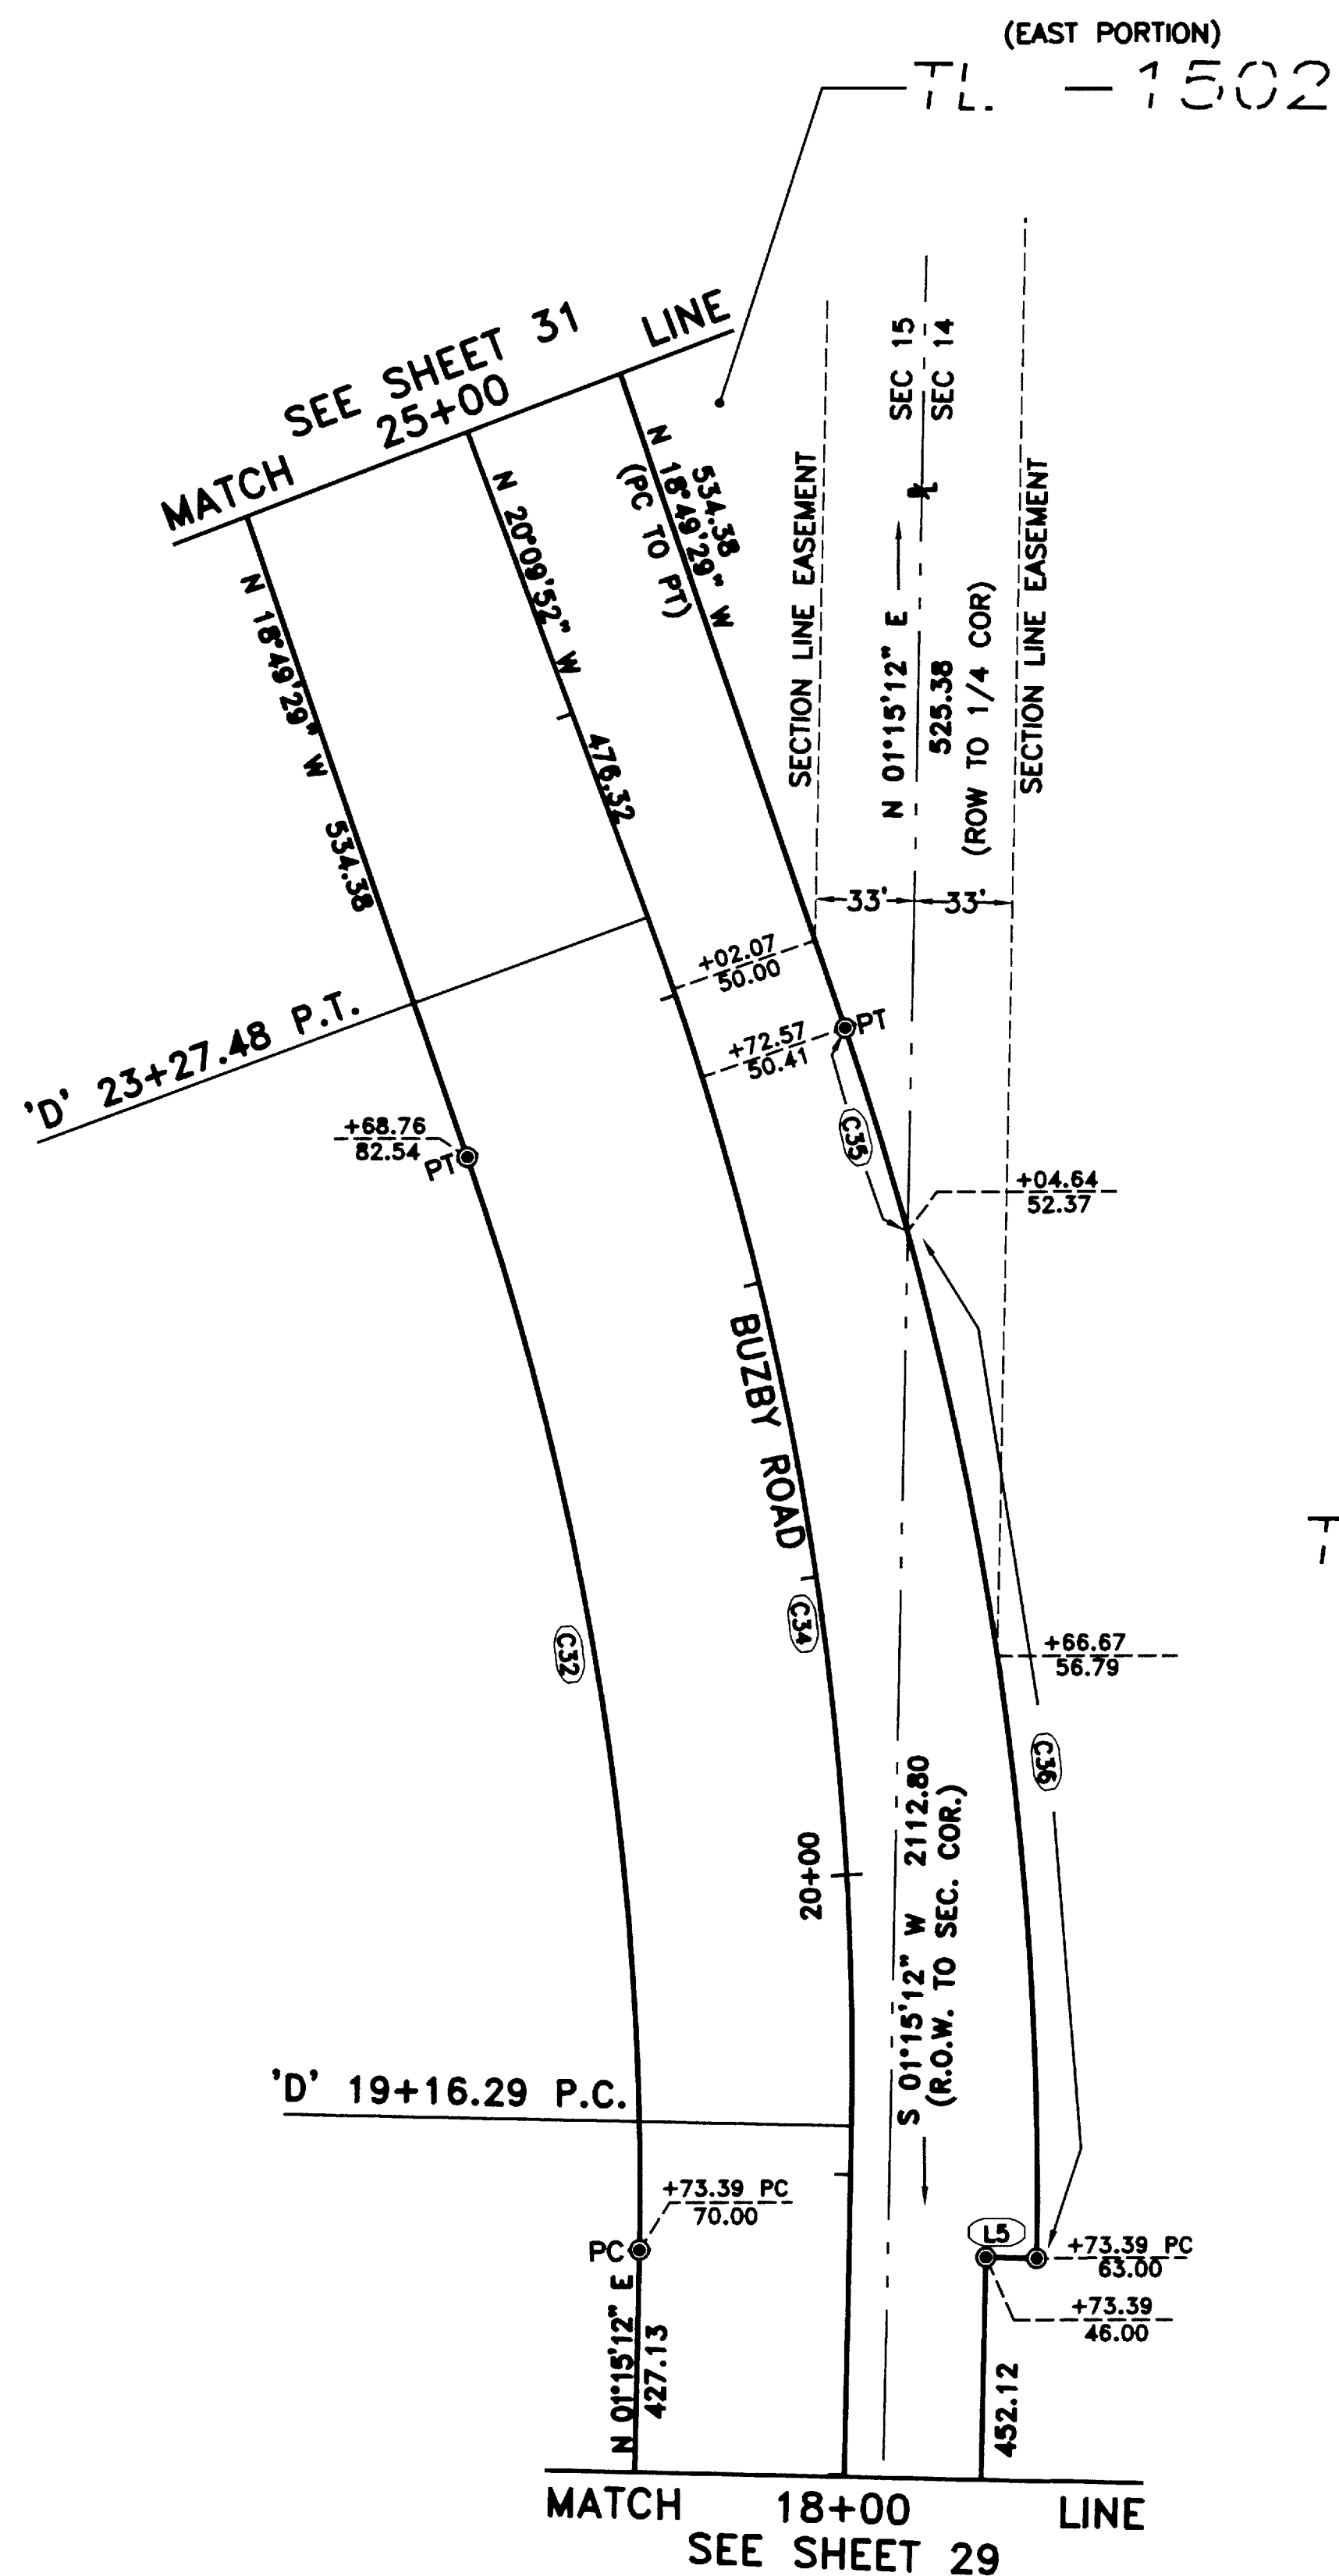 (EAST PORTION)
TL - 1502
SEE SHEET 31
MATCH 25+00 LINE
N 18°49'29" W 534.38
N 20°09'52" W 476.32
534.38
N 18°49'29" W
(PC TO PT)
SECTION LINE EASEMENT
SEC 15
SEC 14
PL
N 01°15'12" E
525.38
(ROW TO 1/4 COR)
SECTION LINE EASEMENT
33' 33'
+02.07
50.00
'D' 23+27.48 P.T.
+72.57
50.41
PT
+68.76
82.54
PT
C35
+04.64
52.37
BUZBY ROAD
C34
C32
+66.67
56.79
C36
20+00
S 01°15'12" W 2112.80
(R.O.W. TO SEC. COR.)
'D' 19+16.29 P.C.
+73.39 PC
70.00
PC
L5
+73.39 PC
63.00
+73.39
46.00
N 01°15'12" E
427.13
452.12
MATCH 18+00 LINE
SEE SHEET 29